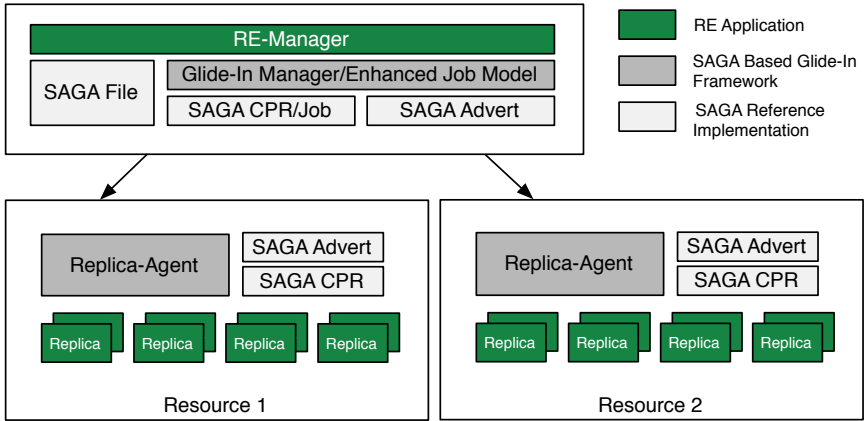 RE-Manager
SAGA File
Glide-In Manager/Enhanced Job Model
SAGA CPR/Job
SAGA Advert
RE Application
SAGA Based Glide-In
Framework
SAGA Reference
Implementation
Replica-Agent
SAGA Advert
SAGA CPR
Replica
Replica
Replica
Replica
Resource 1
Replica-Agent
SAGA Advert
SAGA CPR
Replica
Replica
Replica
Replica
Resource 2